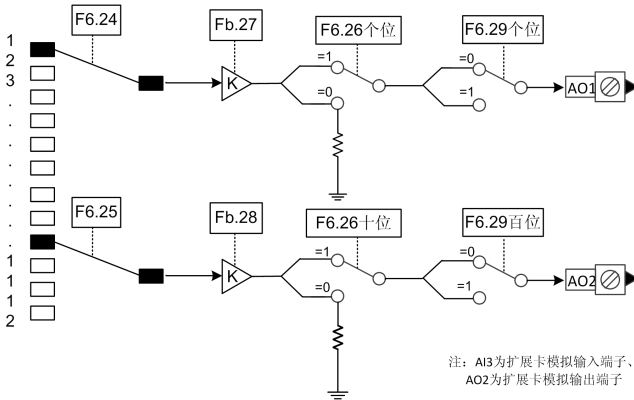 F6.24
Fb.27
F6.26个位
F6.29个位
1
2
3
.
.
.
.
.
.
.
1
1
1
2
=1
=0
=0
=1
K
AO1
F6.25
Fb.28
F6.26十位
F6.29百位
=1
=0
=0
=1
K
AO2
注：AI3为扩展卡模拟输入端子、
AO2为扩展卡模拟输出端子